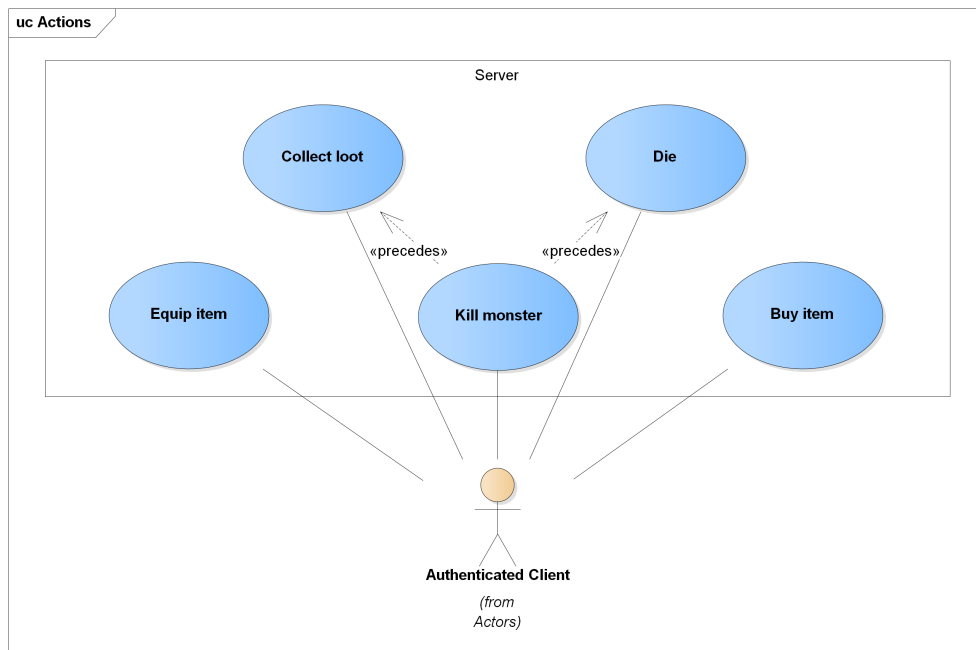 uc Actions
Server
Collect loot
Die
«precedes»
«precedes»
Equip item
Kill monster
Buy item
Authenticated Client
(from
Actors)